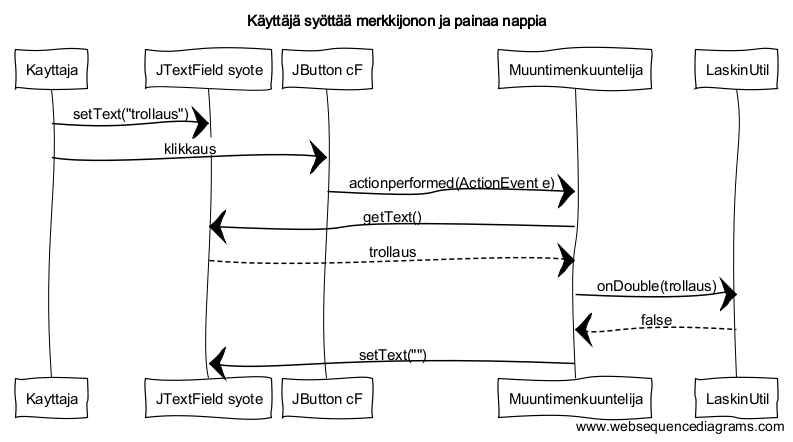 Käyttäjä syöttää merkkijonon ja painaa nappia
Kayttaja JTextField syote JButton cF Muuntimenkuuntelija LaskinUtil
setText("trollaus")
klikkaus
actionperformed(ActionEvent e)
getText()
trollaus
onDouble(trollaus)
false
setText("")
Kayttaja JTextField syote JButton cF Muuntimenkuuntelija LaskinUtil
www.websequencediagrams.com